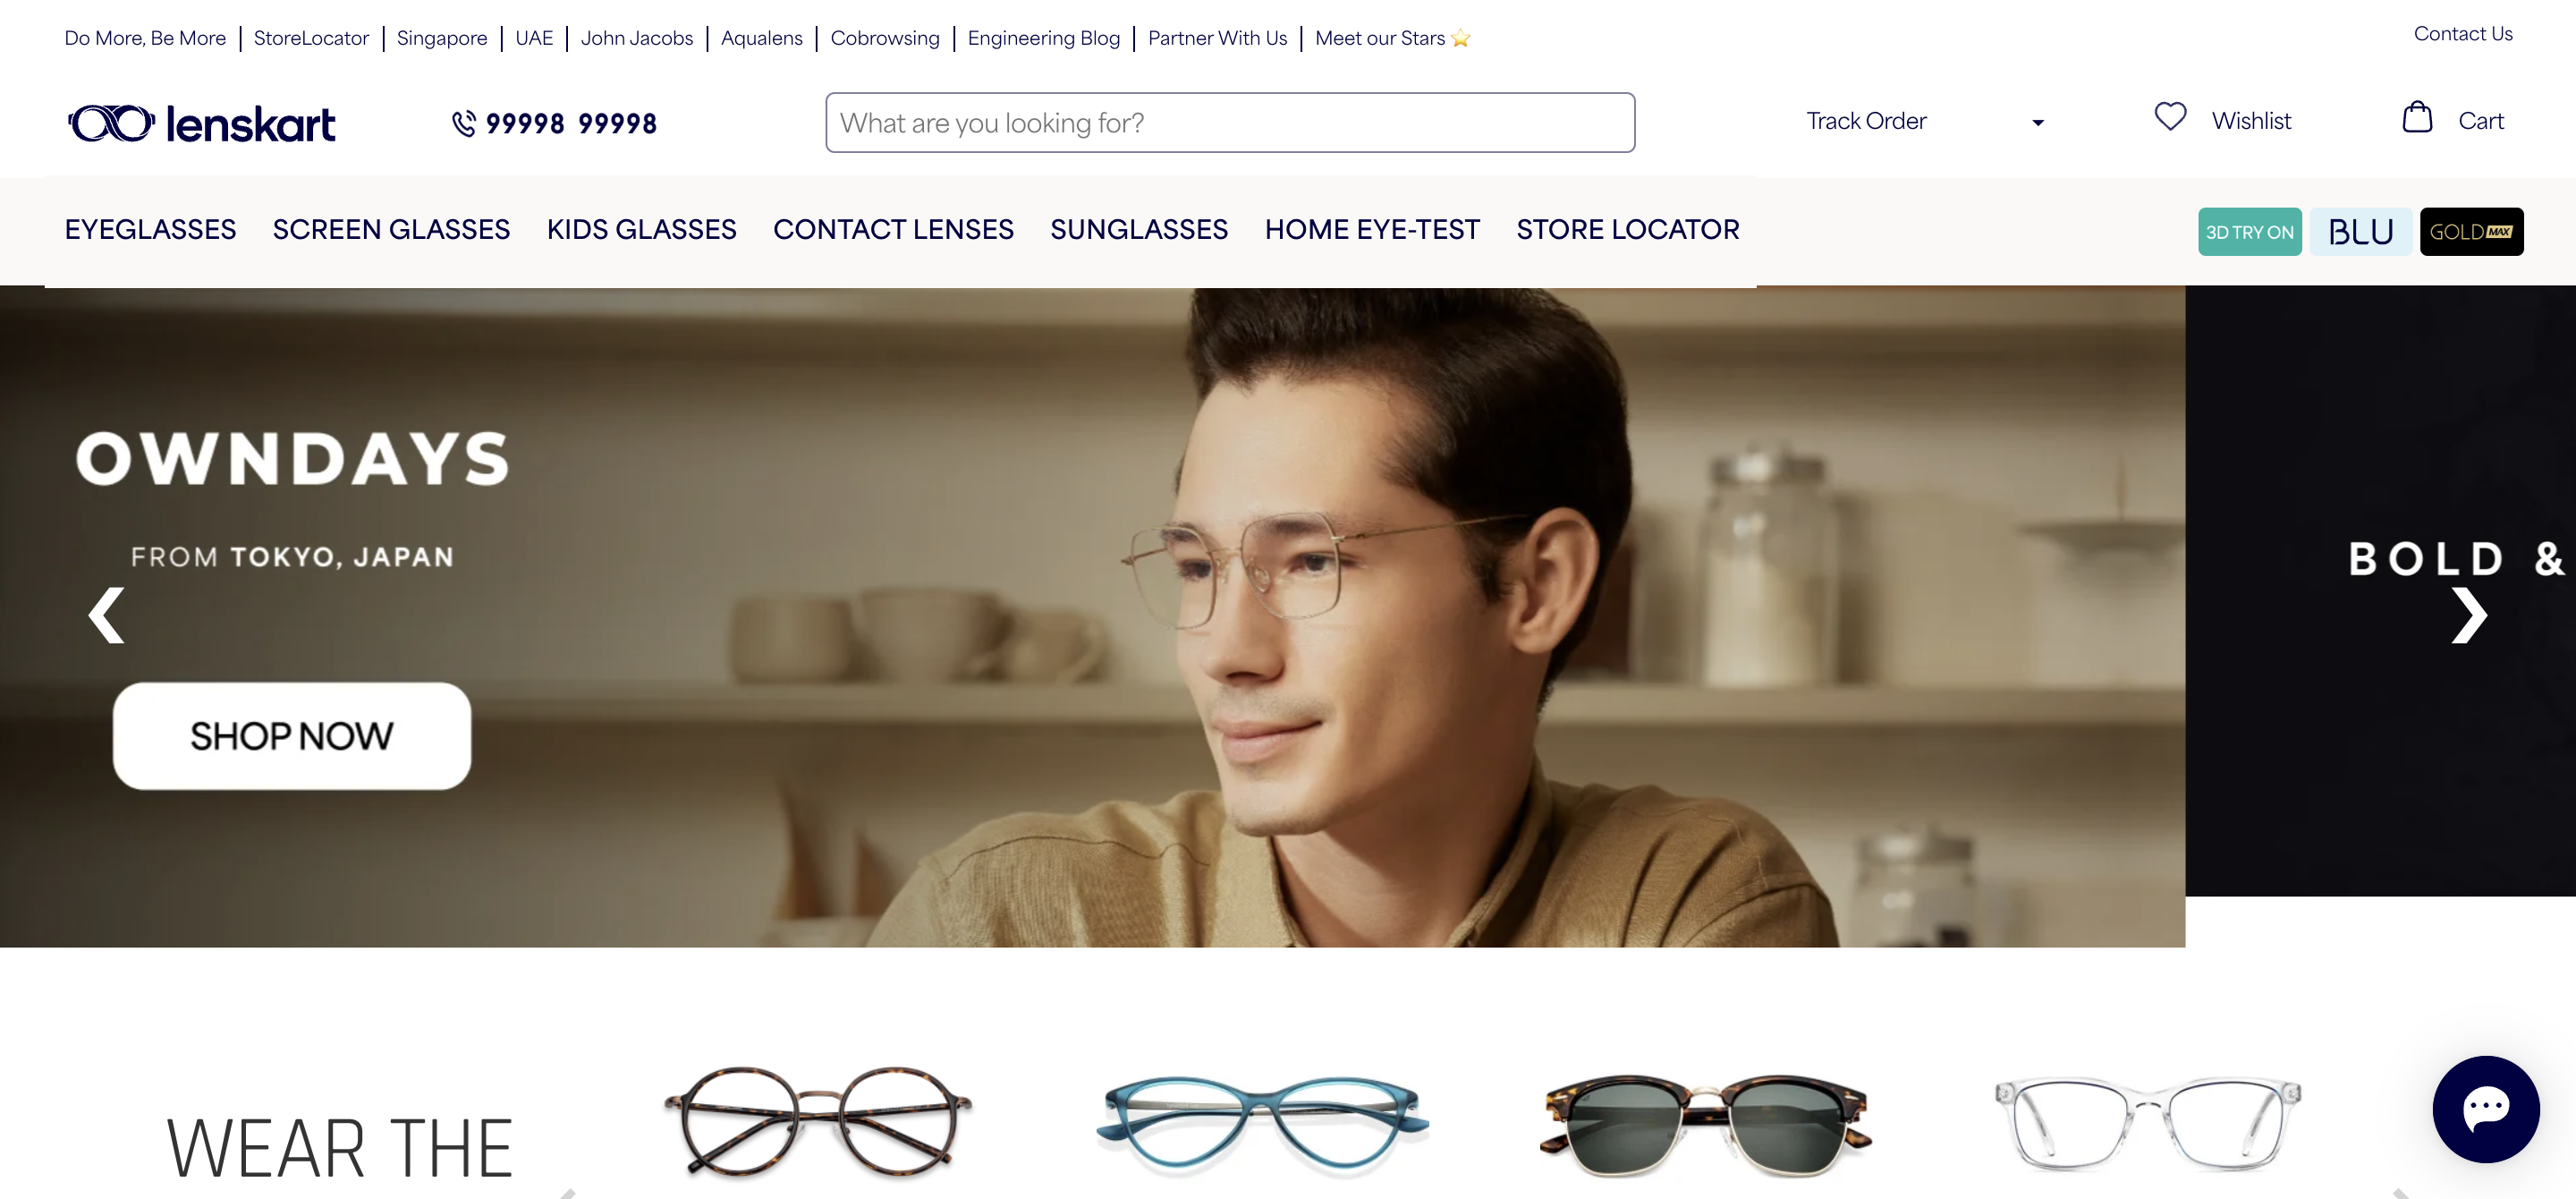 Do More, Be More | StoreLocator | Singapore | UAE | John Jacobs | Aqualens | Cobrowsing | Engineering Blog | Partner With Us | Meet our Stars ⭐ Contact Us
lenskart 99998 99998 What are you looking for? Track Order Wishlist Cart
EYEGLASSES SCREEN GLASSES KIDS GLASSES CONTACT LENSES SUNGLASSES HOME EYE-TEST STORE LOCATOR 3D TRY ON BLU GOLD MAX
OWNDAYS
FROM TOKYO, JAPAN
SHOP NOW
BOLD &
WEAR THE